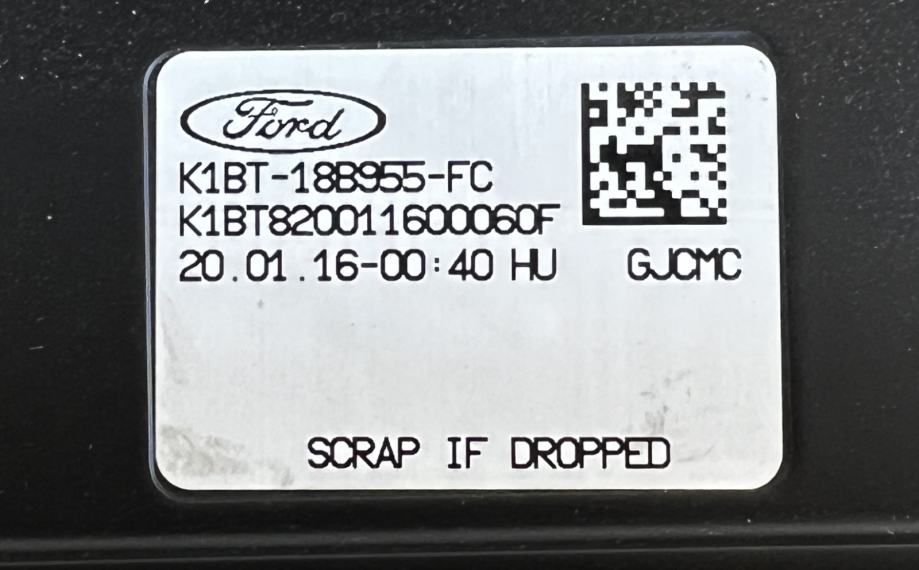 Ford
K1BT-18B955-FC
K1BT820011600060F
20.01.16-00:40 HU GJCMC
SCRAP IF DROPPED